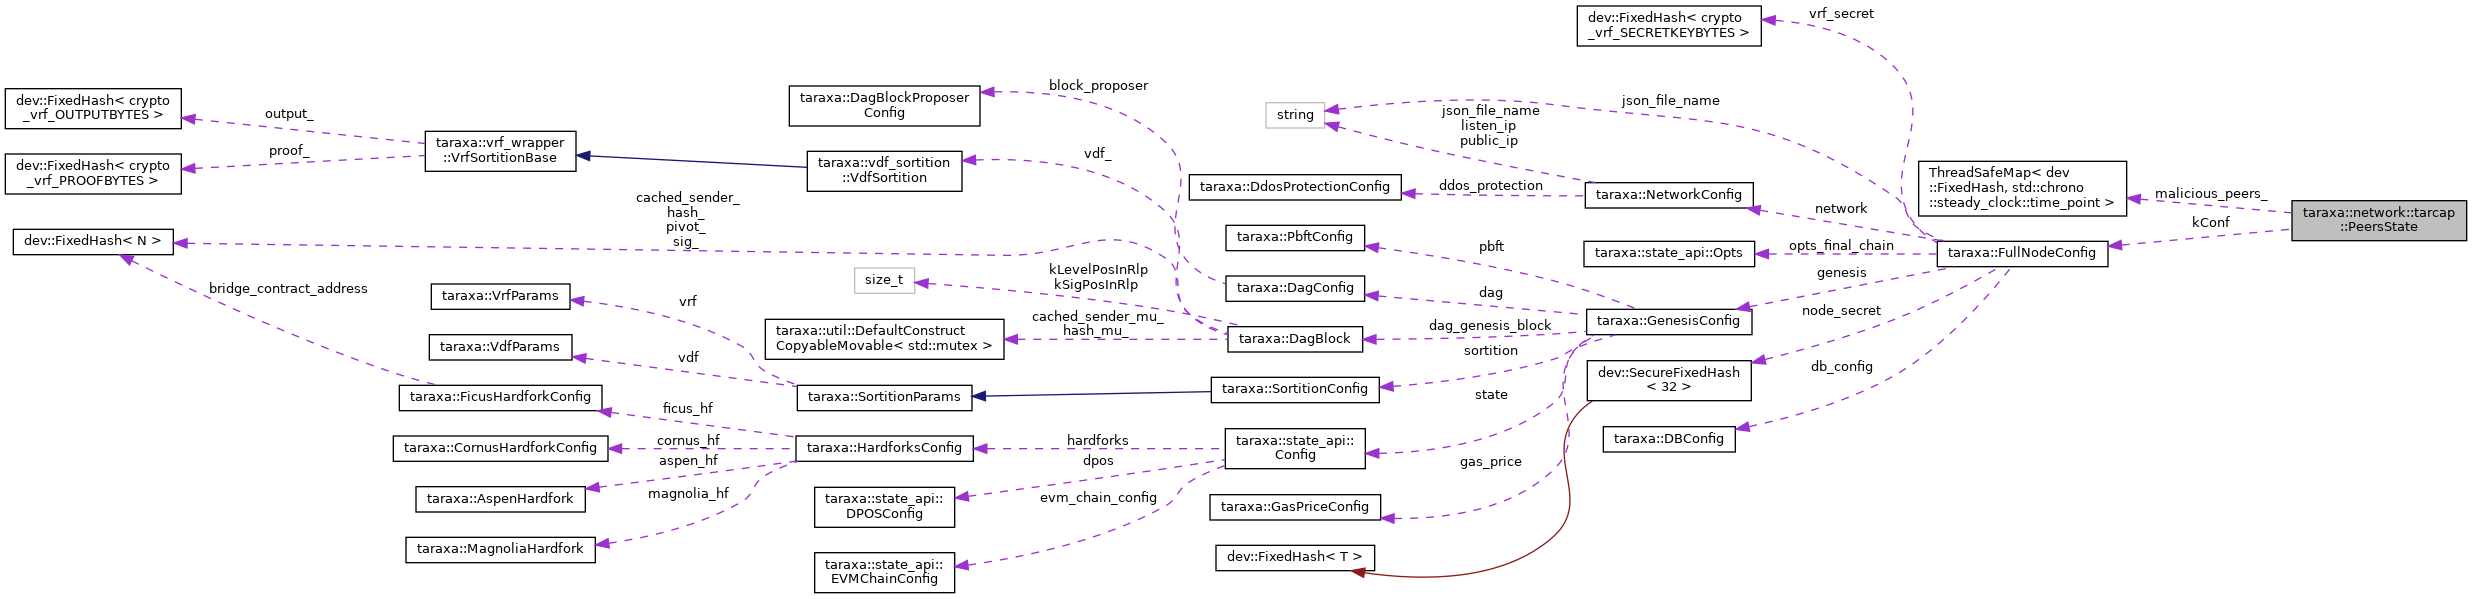 dev::FixedHash< crypto
_vrf_SECRETKEYBYTES >
vrf_secret
dev::FixedHash< crypto
_vrf_OUTPUTBYTES >
output_
dev::FixedHash< crypto
_vrf_PROOFBYTES >
proof_
taraxa::vrf_wrapper
::VrfSortitionBase
taraxa::DagBlockProposer
Config
block_proposer
taraxa::vdf_sortition
::VdfSortition
vdf_
string
json_file_name
json_file_name
listen_ip
public_ip
taraxa::DdosProtectionConfig
ddos_protection
taraxa::NetworkConfig
network
ThreadSafeMap< dev
::FixedHash, std::chrono
::steady_clock::time_point >
malicious_peers_
kConf
taraxa::network::tarcap
::PeersState
dev::FixedHash< N >
cached_sender_
hash_
pivot_
sig_
bridge_contract_address
size_t
kLevelPosInRlp
kSigPosInRlp
taraxa::PbftConfig
pbft
taraxa::state_api::Opts
opts_final_chain
taraxa::FullNodeConfig
genesis
taraxa::DagConfig
dag
taraxa::VrfParams
vrf
taraxa::util::DefaultConstruct
CopyableMovable< std::mutex >
cached_sender_mu_
hash_mu_
taraxa::DagBlock
dag_genesis_block
taraxa::GenesisConfig
node_secret
taraxa::VdfParams
vdf
sortition
dev::SecureFixedHash
< 32 >
db_config
taraxa::FicusHardforkConfig
ficus_hf
taraxa::SortitionParams
taraxa::SortitionConfig
state
taraxa::CornusHardforkConfig
cornus_hf
taraxa::HardforksConfig
hardforks
taraxa::state_api::
Config
taraxa::DBConfig
aspen_hf
dpos
gas_price
taraxa::AspenHardfork
magnolia_hf
taraxa::state_api::
DPOSConfig
evm_chain_config
taraxa::GasPriceConfig
taraxa::MagnoliaHardfork
taraxa::state_api::
EVMChainConfig
dev::FixedHash< T >